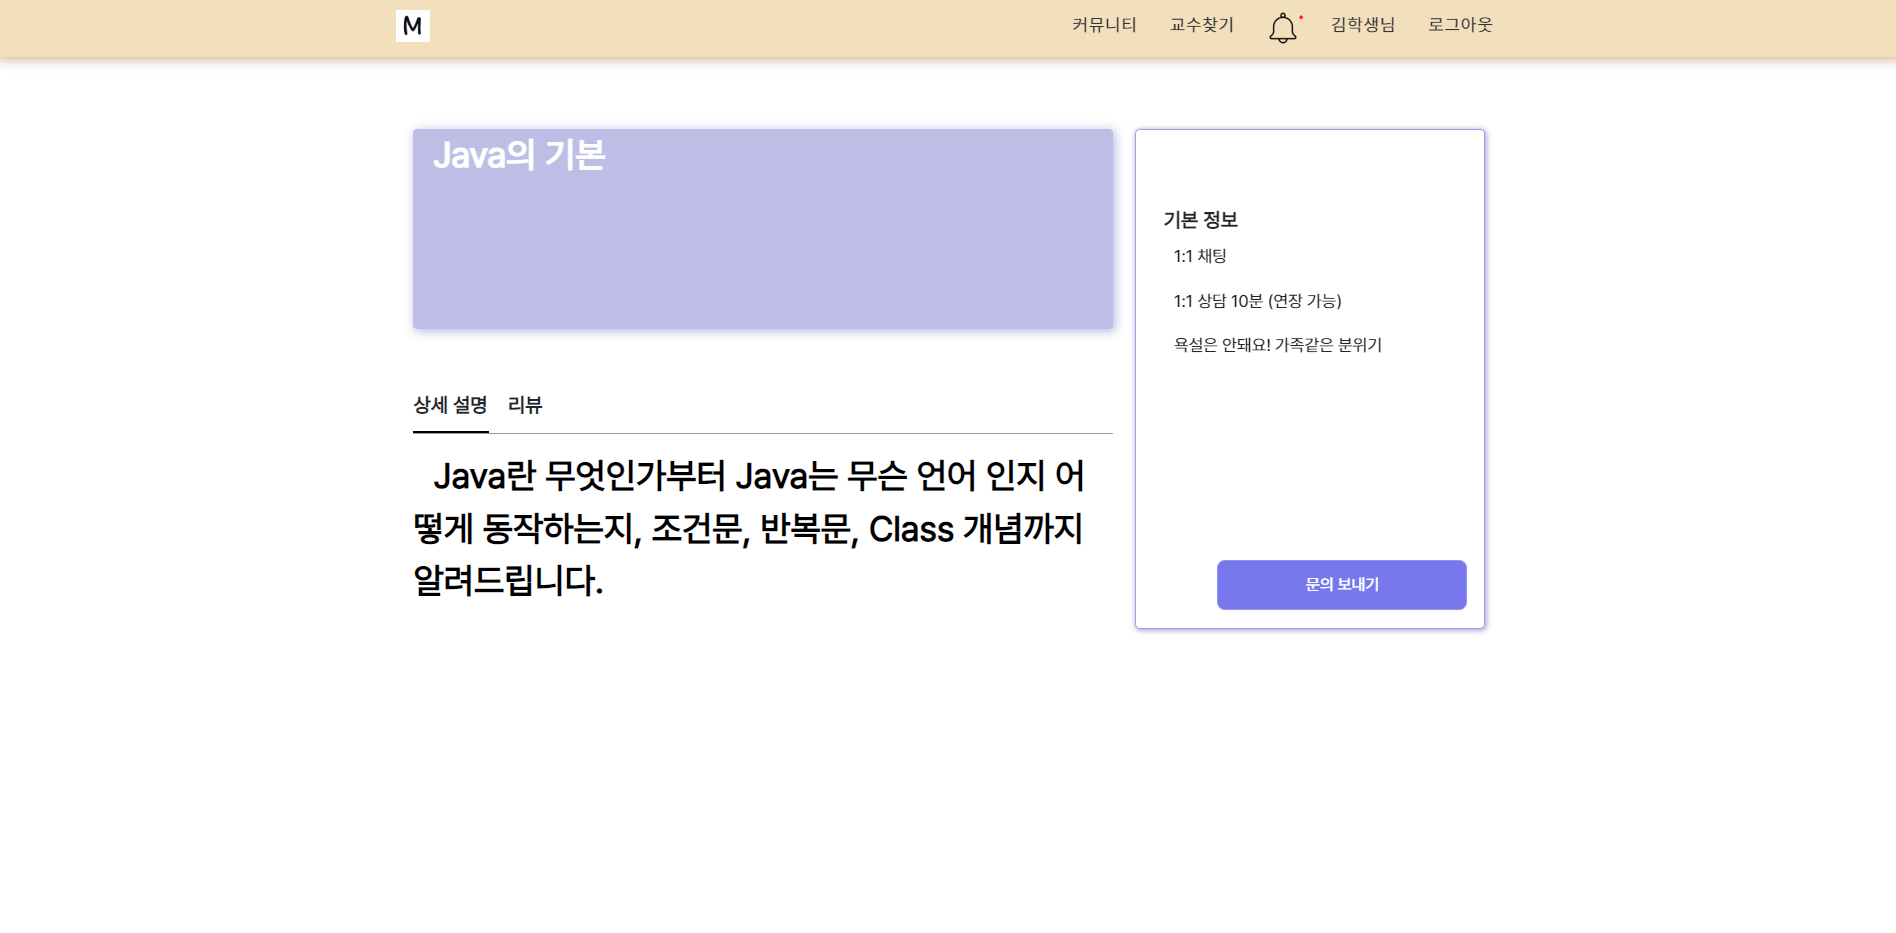 M
커뮤니티 교수찾기 김학생님 로그아웃
Java의 기본
상세 설명 리뷰
Java란 무엇인가부터 Java는 무슨 언어 인지 어
떻게 동작하는지, 조건문, 반복문, Class 개념까지
알려드립니다.
기본 정보
1:1 채팅
1:1 상담 10분 (연장 가능)
욕설은 안돼요! 가족같은 분위기
문의 보내기